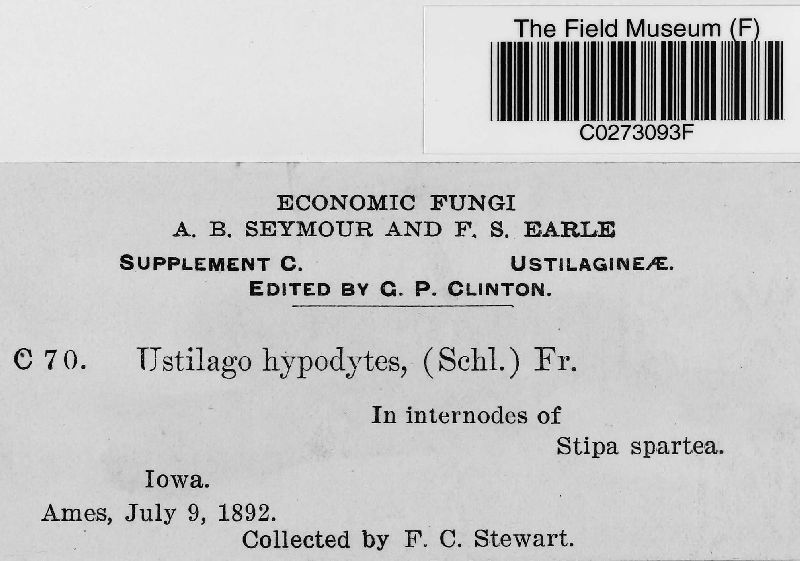 The Field Museum (F)
C0273093F
ECONOMIC FUNGI
A. B. SEYMOUR AND F. S. EARLE
SUPPLEMENT C. USTILAGINEÆ.
EDITED BY G. P. CLINTON.
C 70. Ustilago hypodytes, (Schl.) Fr.
In internodes of
Stipa spartea.
Iowa.
Ames, July 9, 1892.
Collected by F. C. Stewart.